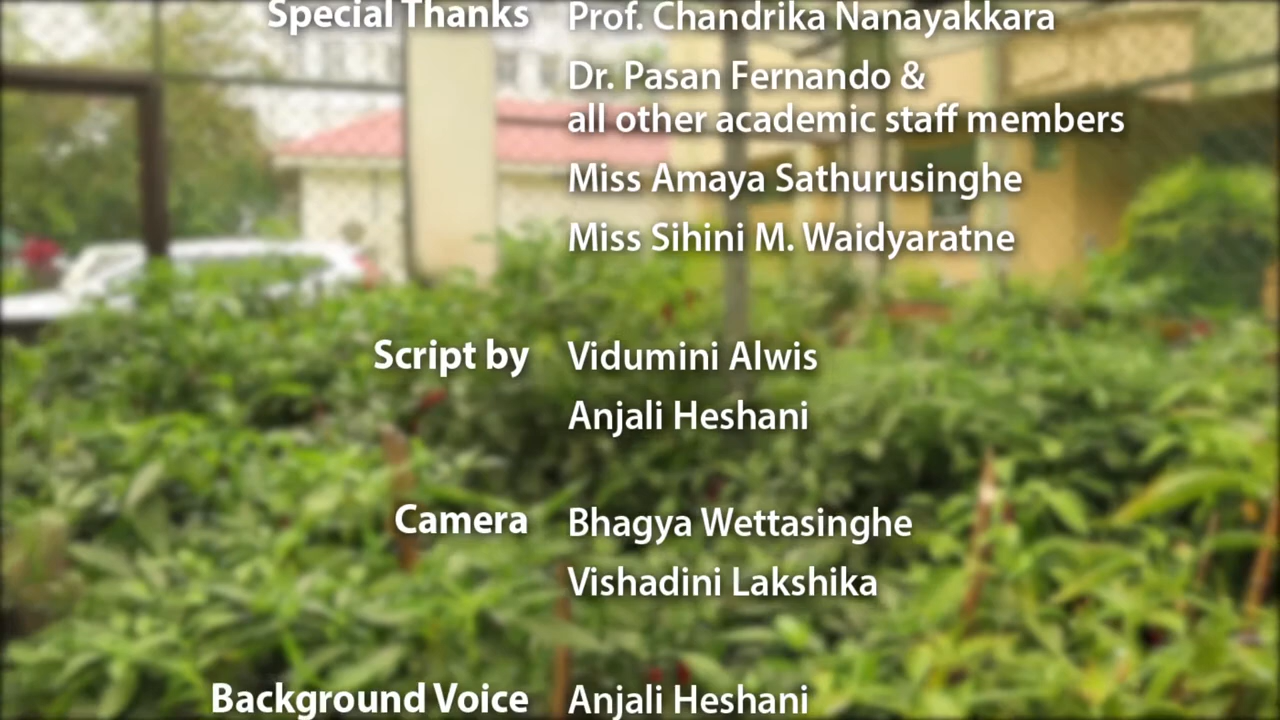 Special Thanks Prof. Chandrika Nanayakkara
Dr. Pasan Fernando &
all other academic staff members
Miss Amaya Sathurusinghe
Miss Sihini M. Waidyaratne
Script by Vidumini Alwis
Anjali Heshani
Camera Bhagya Wettasinghe
Vishadini Lakshika
Background Voice Anjali Heshani